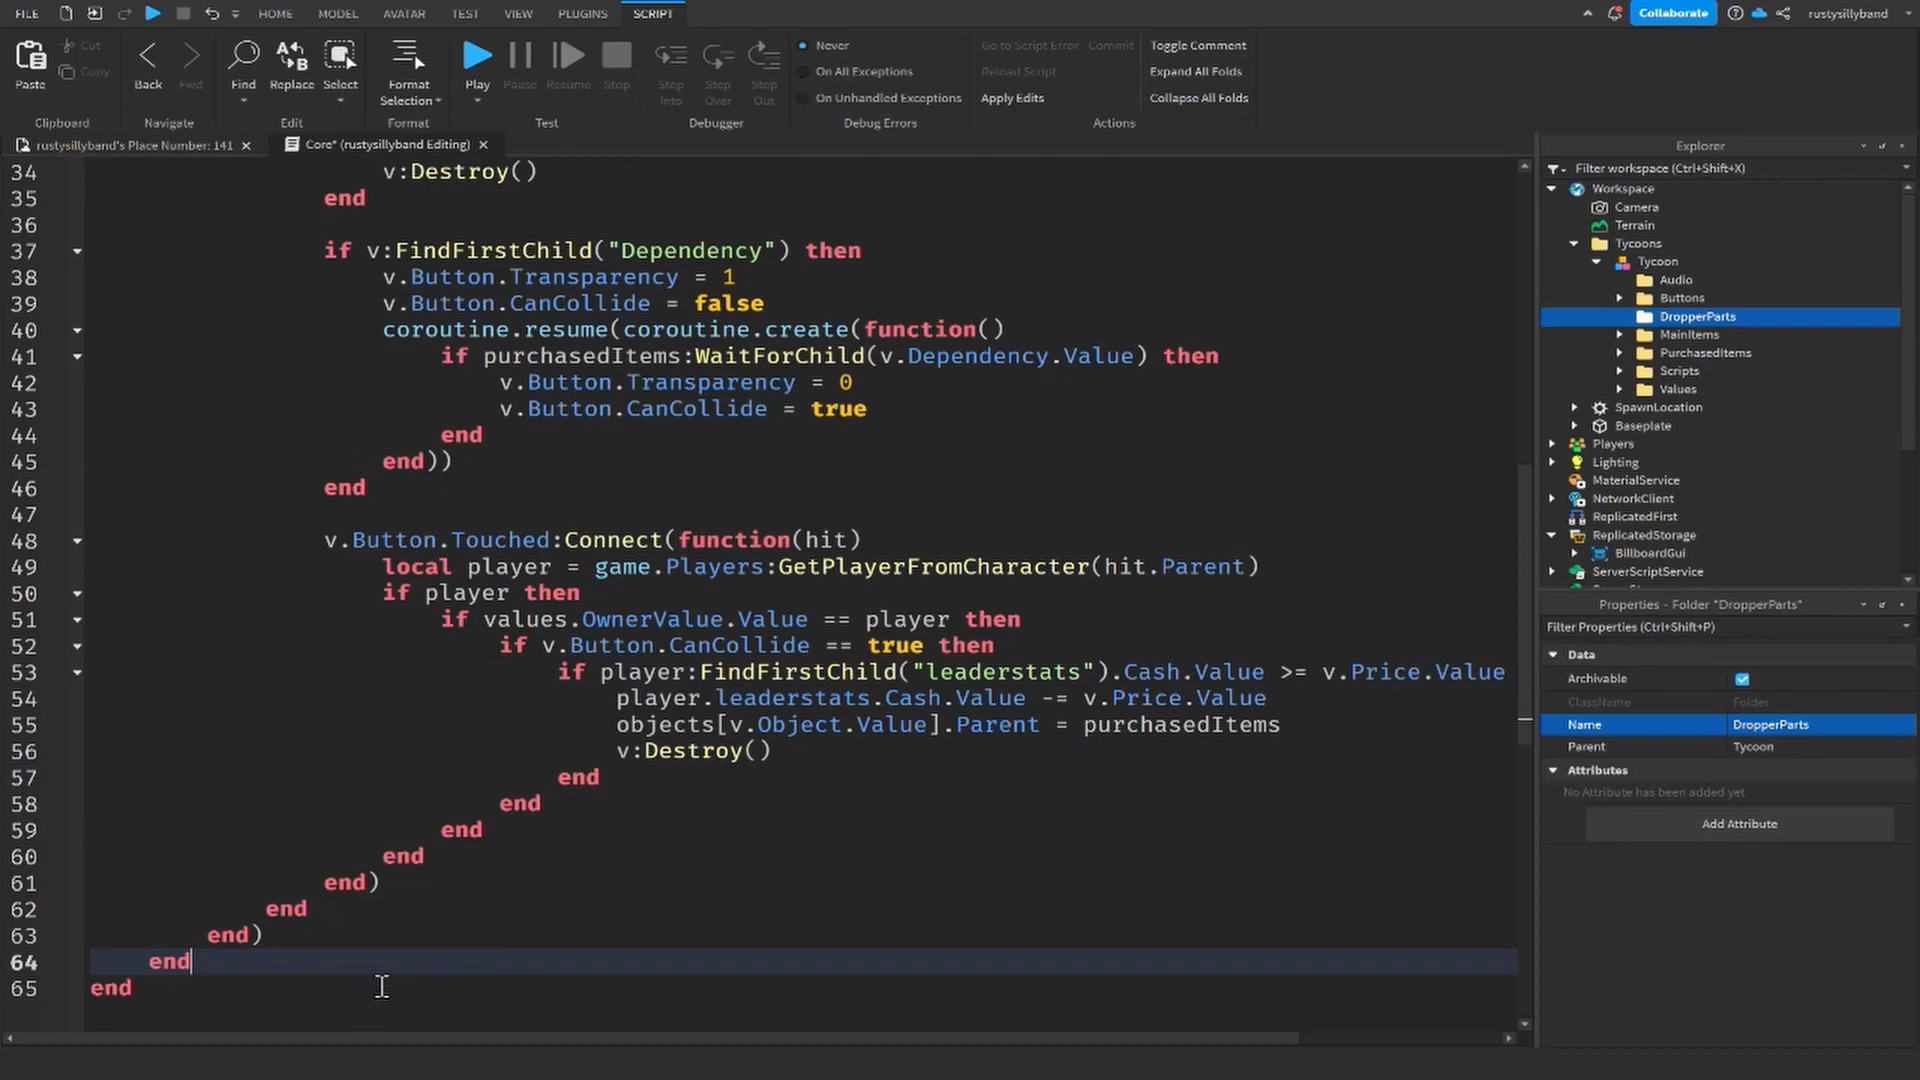 FILE HOME MODEL AVATAR TEST VIEW PLUGINS SCRIPT Collaborate rustysillyband
Paste Cut Copy Back Fwd Find Replace Select Format Selection Play Pause Resume Stop Step Into Step Over Step Out
Never
On All Exceptions
On Unhandled Exceptions
Go to Script Error Commit
Reload Script
Apply Edits
Toggle Comment
Expand All Folds
Collapse All Folds
Clipboard Navigate Edit Format Test Debugger Debug Errors Actions
rustysillyband's Place Number: 141 Core* (rustysillyband Editing)
34 v:Destroy()
35 end
36
37 if v:FindFirstChild("Dependency") then
38 v.Button.Transparency = 1
39 v.Button.CanCollide = false
40 coroutine.resume(coroutine.create(function()
41 if purchasedItems:WaitForChild(v.Dependency.Value) then
42 v.Button.Transparency = 0
43 v.Button.CanCollide = true
44 end
45 end))
46 end
47
48 v.Button.Touched:Connect(function(hit)
49 local player = game.Players:GetPlayerFromCharacter(hit.Parent)
50 if player then
51 if values.OwnerValue.Value == player then
52 if v.Button.CanCollide == true then
53 if player:FindFirstChild("leaderstats").Cash.Value >= v.Price.Value
54 player.leaderstats.Cash.Value -= v.Price.Value
55 objects[v.Object.Value].Parent = purchasedItems
56 v:Destroy()
57 end
58 end
59 end
60 end
61 end)
62 end
63 end)
64 end
65 end
Explorer
Filter workspace (Ctrl+Shift+X)
Workspace
Camera
Terrain
Tycoons
Tycoon
Audio
Buttons
DropperParts
MainItems
PurchasedItems
Scripts
Values
SpawnLocation
Baseplate
Players
Lighting
MaterialService
NetworkClient
ReplicatedFirst
ReplicatedStorage
BillboardGui
ServerScriptService
Properties - Folder "DropperParts"
Filter Properties (Ctrl+Shift+P)
Data
Archivable
ClassName Folder
Name DropperParts
Parent Tycoon
Attributes
No Attribute has been added yet
Add Attribute